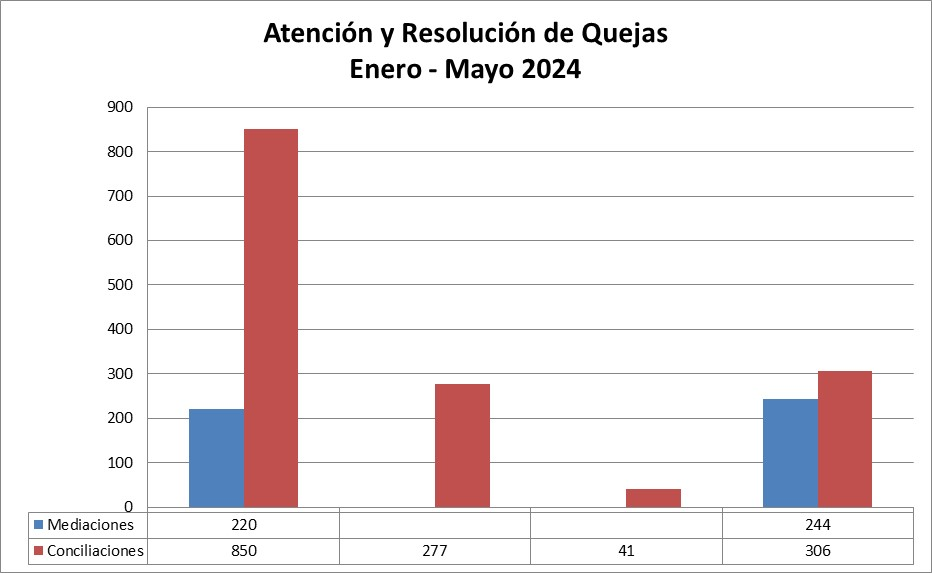 Atención y Resolución de Quejas
Enero - Mayo 2024
900
800
700
600
500
400
300
200
100
0
Mediaciones 220 244
Conciliaciones 850 277 41 306